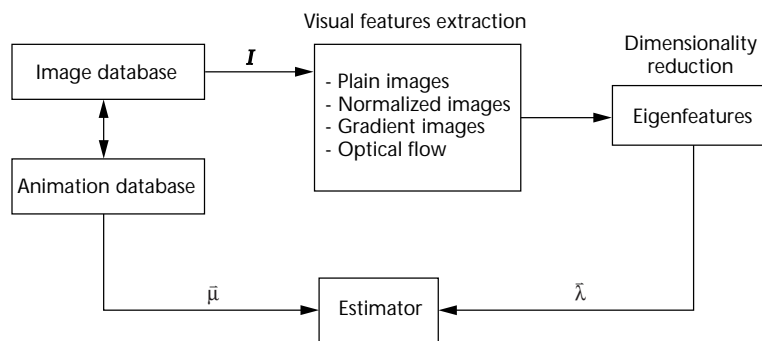 Visual features extraction
Dimensionality
reduction
Image database
I
- Plain images
- Normalized images
- Gradient images
- Optical flow
Eigenfeatures
Animation database
μ̄
Estimator
λ̄